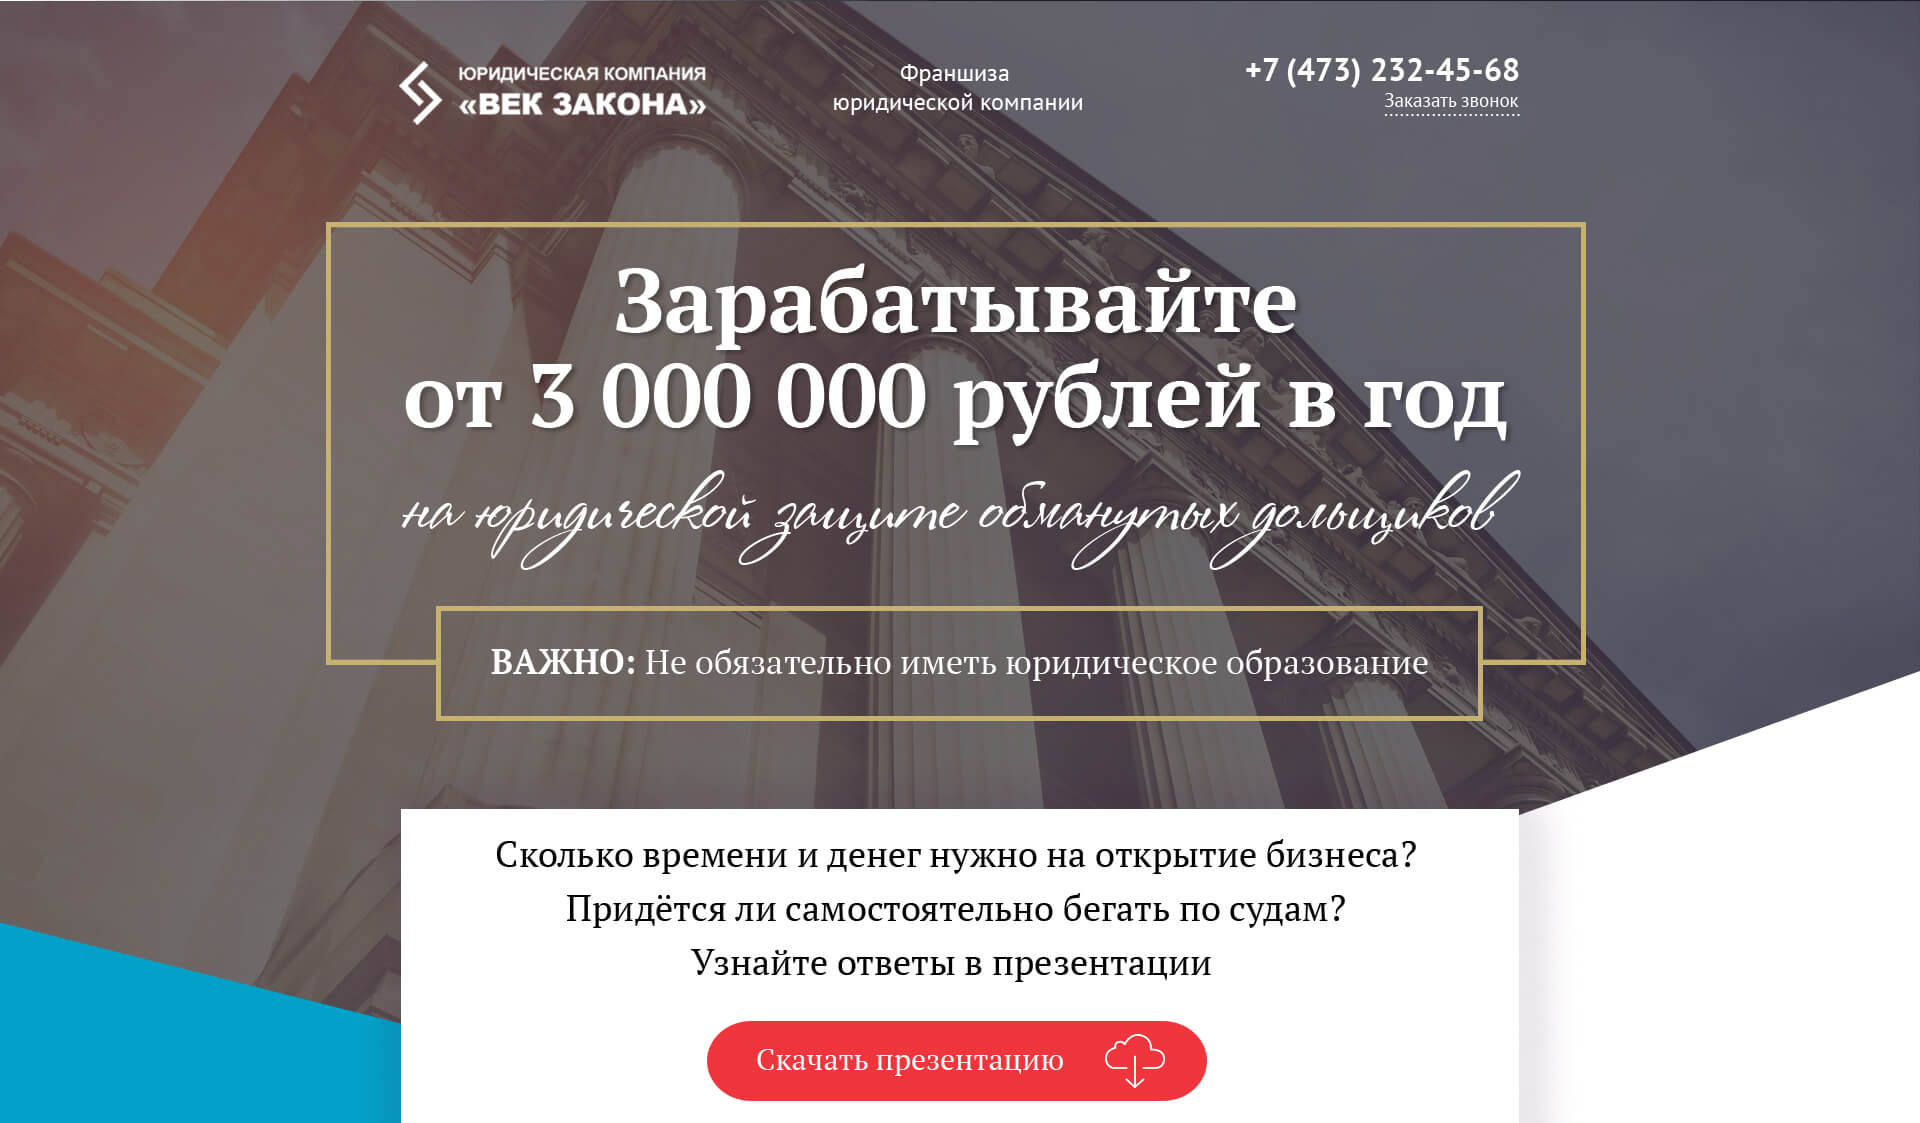 ЮРИДИЧЕСКАЯ КОМПАНИЯ
«ВЕК ЗАКОНА»
Франшиза
юридической компании
+7 (473) 232-45-68
Заказать звонок
Зарабатывайте
от 3 000 000 рублей в год
на юридической защите обманутых дольщиков
ВАЖНО: Не обязательно иметь юридическое образование
Сколько времени и денег нужно на открытие бизнеса?
Придётся ли самостоятельно бегать по судам?
Узнайте ответы в презентации
Скачать презентацию